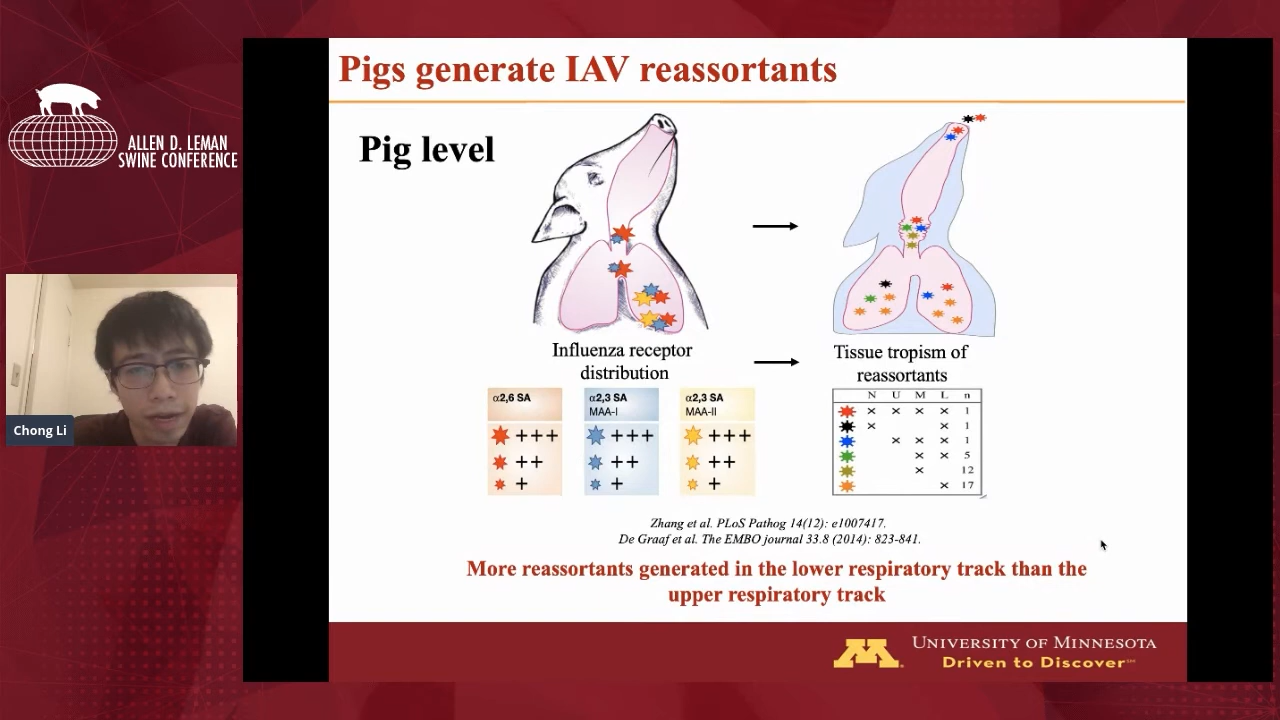 Pigs generate IAV reassortants
ALLEN D. LEMAN
SWINE CONFERENCE
Pig level
Influenza receptor
distribution
Tissue tropism of
reassortants
α2,6 SA
+++
++
+
α2,3 SA
MAA-I
+++
++
+
α2,3 SA
MAA-II
+++
++
+
N U M L n
× × × × 1
× × 1
× × × 1
× × 5
× 12
× 17
Chong Li
Zhang et al. PLoS Pathog 14(12): e1007417.
De Graaf et al. The EMBO journal 33.8 (2014): 823-841.
More reassortants generated in the lower respiratory track than the
upper respiratory track
M
UNIVERSITY OF MINNESOTA
Driven to Discover℠